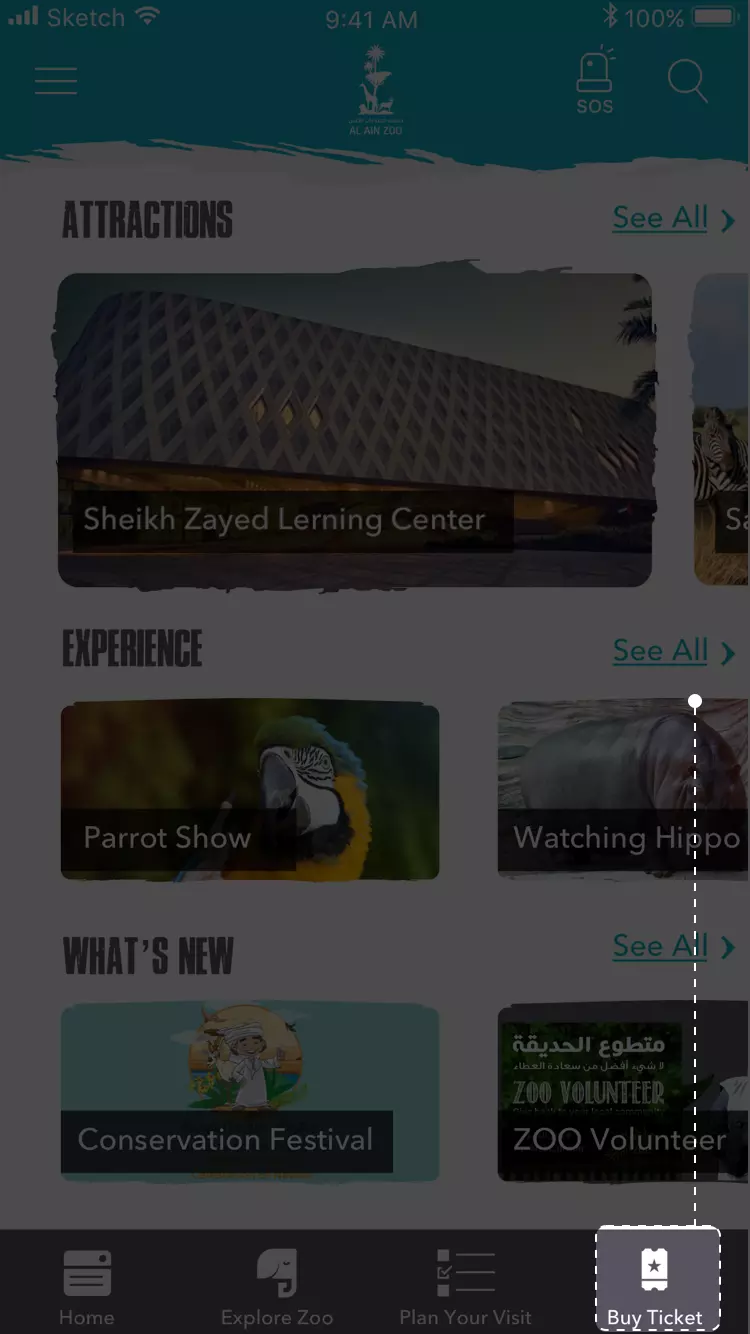 Sketch
9:41 AM
100%
SOS
AL AIN ZOO
ATTRACTIONS
See All
Sheikh Zayed Lerning Center
Sa
EXPERIENCE
See All
Parrot Show
Watching Hippo
WHAT'S NEW
See All
متطوع الحديقة
لا شيء أفضل من سعادة العطاء
ZOO VOLUNTEER
Conservation Festival
ZOO Volunteer
Home
Explore Zoo
Plan Your Visit
Buy Ticket